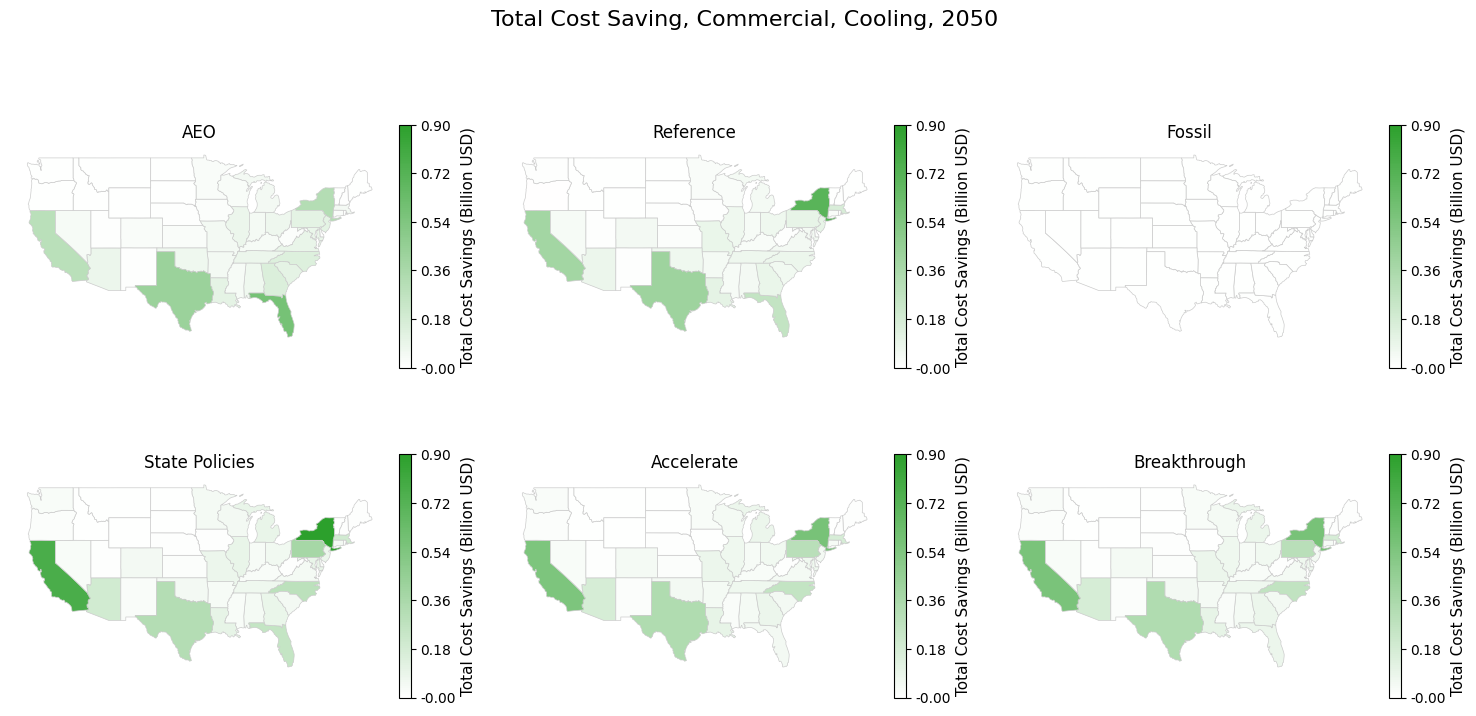 Total Cost Saving, Commercial, Cooling, 2050
AEO
0.90
0.72
0.54
0.36
0.18
-0.00
Total Cost Savings (Billion USD)
Reference
0.90
0.72
0.54
0.36
0.18
-0.00
Total Cost Savings (Billion USD)
Fossil
0.90
0.72
0.54
0.36
0.18
-0.00
Total Cost Savings (Billion USD)
State Policies
0.90
0.72
0.54
0.36
0.18
-0.00
Total Cost Savings (Billion USD)
Accelerate
0.90
0.72
0.54
0.36
0.18
-0.00
Total Cost Savings (Billion USD)
Breakthrough
0.90
0.72
0.54
0.36
0.18
-0.00
Total Cost Savings (Billion USD)